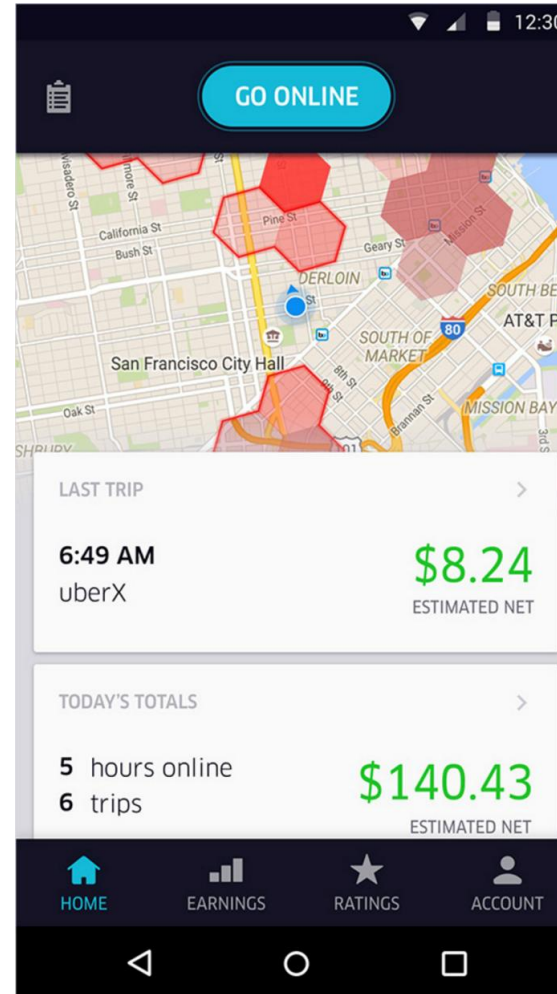 12:30
GO ONLINE
California St
Bush St
Pine St
Geary St
Mission St
DERLOIN
St
SOUTH BE
AT&T P
80
SOUTH OF
MARKET
San Francisco City Hall
8th St
9th St
Brannan St
MISSION BAY
Oak St
101
3rd S
SHBURY
LAST TRIP
6:49 AM
uberX
$8.24
ESTIMATED NET
TODAY'S TOTALS
5 hours online
6 trips
$140.43
ESTIMATED NET
HOME
EARNINGS
RATINGS
ACCOUNT